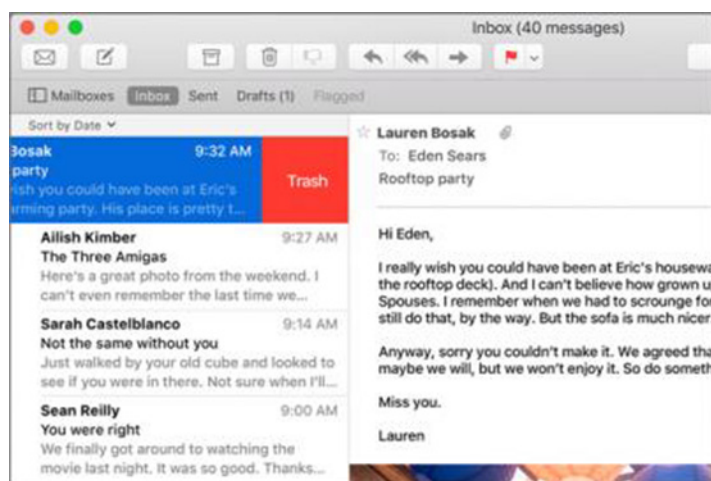 Inbox (40 messages)
Mailboxes Inbox Sent Drafts (1) Flagged
Sort by Date
Bosak 9:32 AM
party
wish you could have been at Eric's
arming party. His place is pretty t...
Trash
Ailish Kimber 9:27 AM
The Three Amigas
Here's a great photo from the weekend. I
can't even remember the last time we...
Sarah Castelblanco 9:14 AM
Not the same without you
Just walked by your old cube and looked to
see if you were in there. Not sure when I'll...
Sean Reilly 9:00 AM
You were right
We finally got around to watching the
movie last night. It was so good. Thanks...
Lauren Bosak
To: Eden Sears
Rooftop party
Hi Eden,
I really wish you could have been at Eric's housewa
the rooftop deck). And I can't believe how grown u
Spouses. I remember when we had to scrounge fo
still do that, by the way. But the sofa is much nicer
Anyway, sorry you couldn't make it. We agreed tha
maybe we will, but we won't enjoy it. So do someth
Miss you.
Lauren